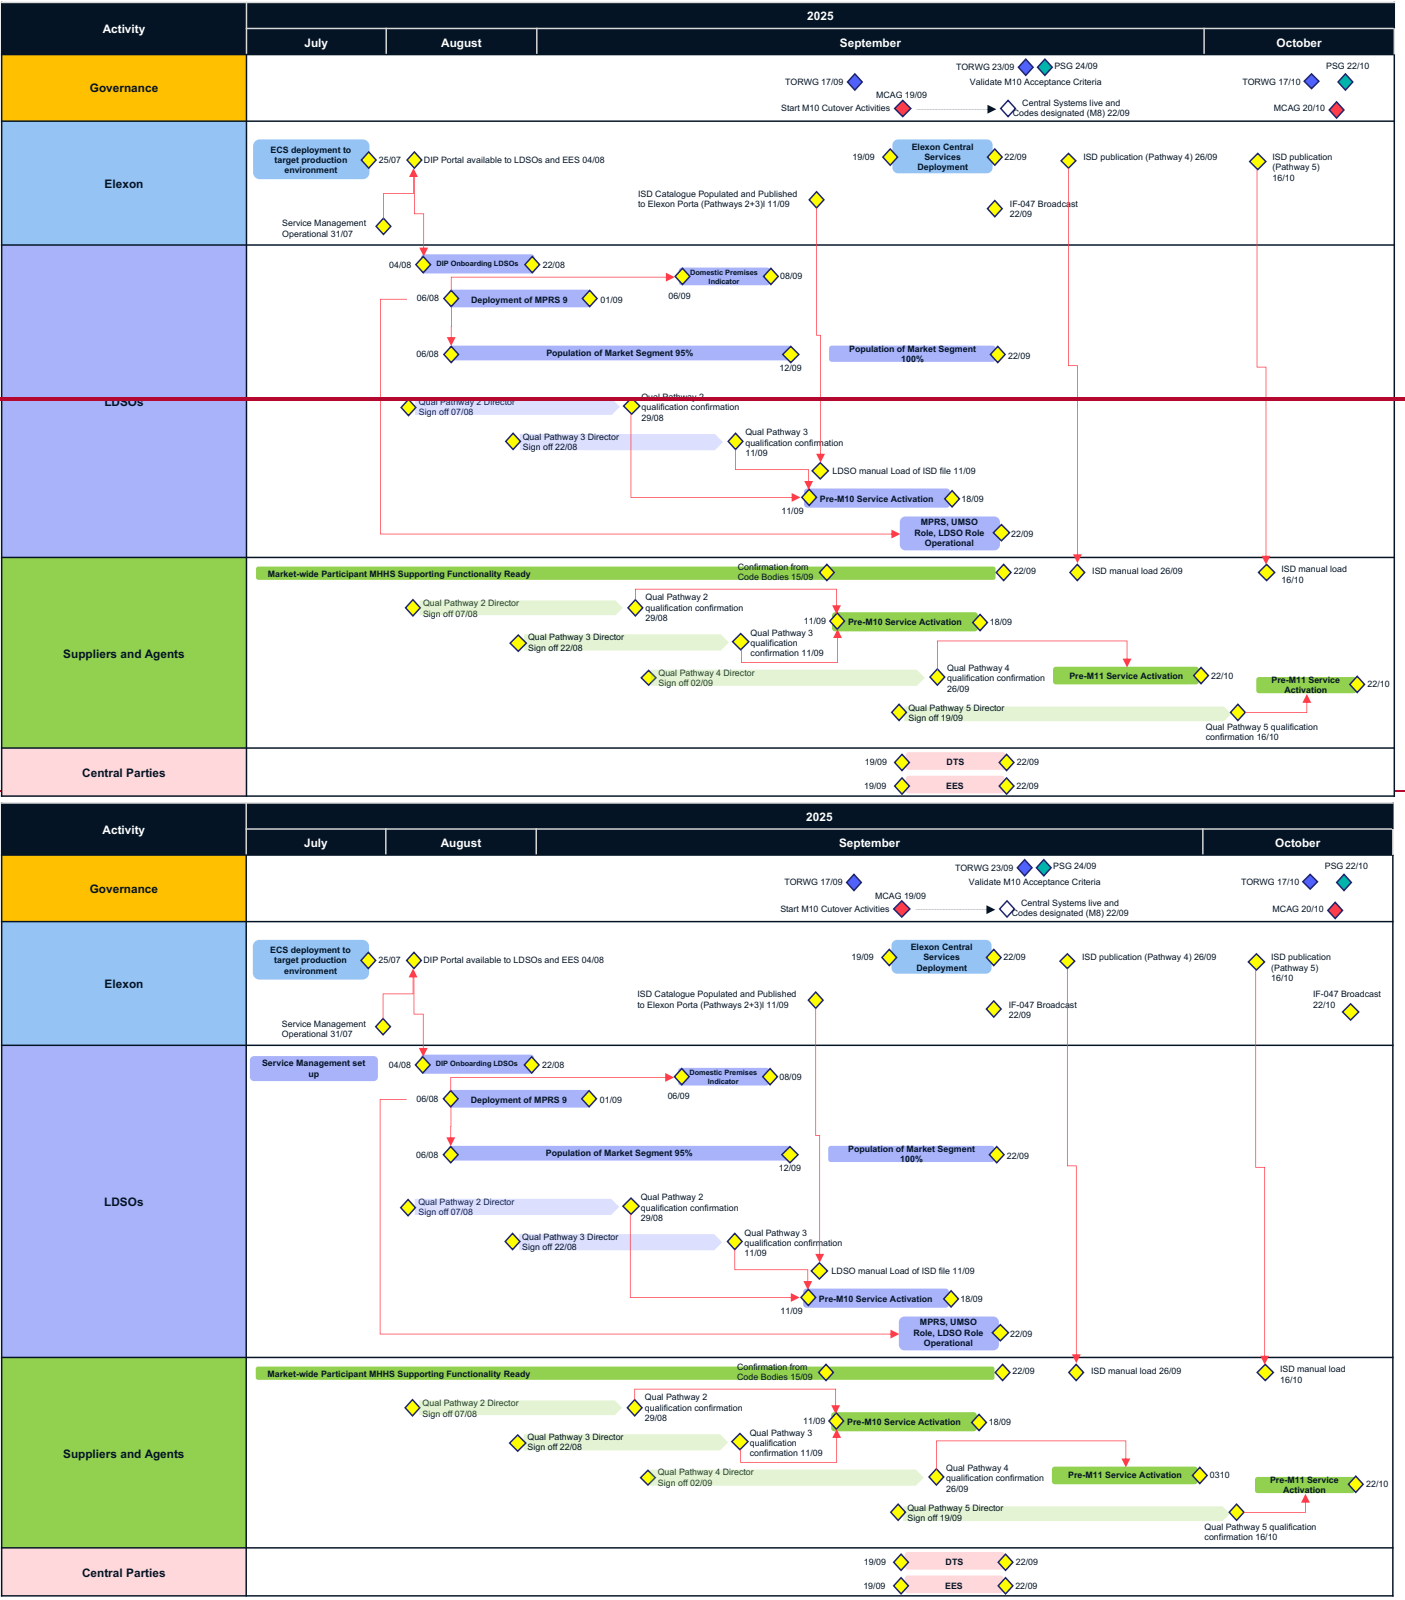 Activity
2025
July
August
September
October
Governance
TORWG 17/09
TORWG 23/09
PSG 24/09
Validate M10 Acceptance Criteria
MCAG 19/09
Start M10 Cutover Activities
Central Systems live and
Codes designated (M8) 22/09
PSG 22/10
TORWG 17/10
MCAG 20/10
Elexon
ECS deployment to
target production
environment
25/07
DIP Portal available to LDSOs and EES 04/08
Service Management
Operational 31/07
ISD Catalogue Populated and Published
to Elexon Porta (Pathways 2+3)l 11/09
19/09
Elexon Central
Services
Deployment
22/09
IF-047 Broadcast
22/09
ISD publication (Pathway 4) 26/09
ISD publication
(Pathway 5)
16/10
LDSOs
04/08
DIP Onboarding LDSOs
22/08
06/08
Deployment of MPRS 9
01/09
Domestic Premises
Indicator
06/09
08/09
06/08
Population of Market Segment 95%
12/09
Population of Market Segment
100%
22/09
Qual Pathway 2 Director
Sign off 07/08
Qual Pathway 2
qualification confirmation
29/08
Qual Pathway 3 Director
Sign off 22/08
Qual Pathway 3
qualification confirmation
11/09
LDSO manual Load of ISD file 11/09
11/09
Pre-M10 Service Activation
18/09
MPRS, UMSO
Role, LDSO Role
Operational
22/09
Suppliers and Agents
Market-wide Participant MHHS Supporting Functionality Ready
Confirmation from
Code Bodies 15/09
22/09
ISD manual load 26/09
ISD manual load
16/10
Qual Pathway 2 Director
Sign off 07/08
Qual Pathway 2
qualification confirmation
29/08
11/09
Pre-M10 Service Activation
18/09
Qual Pathway 3 Director
Sign off 22/08
Qual Pathway 3
qualification
confirmation 11/09
Qual Pathway 4 Director
Sign off 02/09
Qual Pathway 4
qualification confirmation
26/09
Pre-M11 Service Activation
22/10
Pre-M11 Service
Activation
22/10
Qual Pathway 5 Director
Sign off 19/09
Qual Pathway 5 qualification
confirmation 16/10
Central Parties
19/09
DTS
22/09
19/09
EES
22/09
Activity
2025
July
August
September
October
Governance
TORWG 17/09
TORWG 23/09
PSG 24/09
Validate M10 Acceptance Criteria
MCAG 19/09
Start M10 Cutover Activities
Central Systems live and
Codes designated (M8) 22/09
PSG 22/10
TORWG 17/10
MCAG 20/10
Elexon
ECS deployment to
target production
environment
25/07
DIP Portal available to LDSOs and EES 04/08
Service Management
Operational 31/07
ISD Catalogue Populated and Published
to Elexon Porta (Pathways 2+3)l 11/09
19/09
Elexon Central
Services
Deployment
22/09
IF-047 Broadcast
22/09
ISD publication (Pathway 4) 26/09
ISD publication
(Pathway 5)
16/10
IF-047 Broadcast
22/10
LDSOs
Service Management set
up
04/08
DIP Onboarding LDSOs
22/08
06/08
Deployment of MPRS 9
01/09
Domestic Premises
Indicator
06/09
08/09
06/08
Population of Market Segment 95%
12/09
Population of Market Segment
100%
22/09
Qual Pathway 2 Director
Sign off 07/08
Qual Pathway 2
qualification confirmation
29/08
Qual Pathway 3 Director
Sign off 22/08
Qual Pathway 3
qualification confirmation
11/09
LDSO manual Load of ISD file 11/09
11/09
Pre-M10 Service Activation
18/09
MPRS, UMSO
Role, LDSO Role
Operational
22/09
Suppliers and Agents
Market-wide Participant MHHS Supporting Functionality Ready
Confirmation from
Code Bodies 15/09
22/09
ISD manual load 26/09
ISD manual load
16/10
Qual Pathway 2 Director
Sign off 07/08
Qual Pathway 2
qualification confirmation
29/08
11/09
Pre-M10 Service Activation
18/09
Qual Pathway 3 Director
Sign off 22/08
Qual Pathway 3
qualification
confirmation 11/09
Qual Pathway 4 Director
Sign off 02/09
Qual Pathway 4
qualification confirmation
26/09
Pre-M11 Service Activation
0310
Pre-M11 Service
Activation
22/10
Qual Pathway 5 Director
Sign off 19/09
Qual Pathway 5 qualification
confirmation 16/10
Central Parties
19/09
DTS
22/09
19/09
EES
22/09